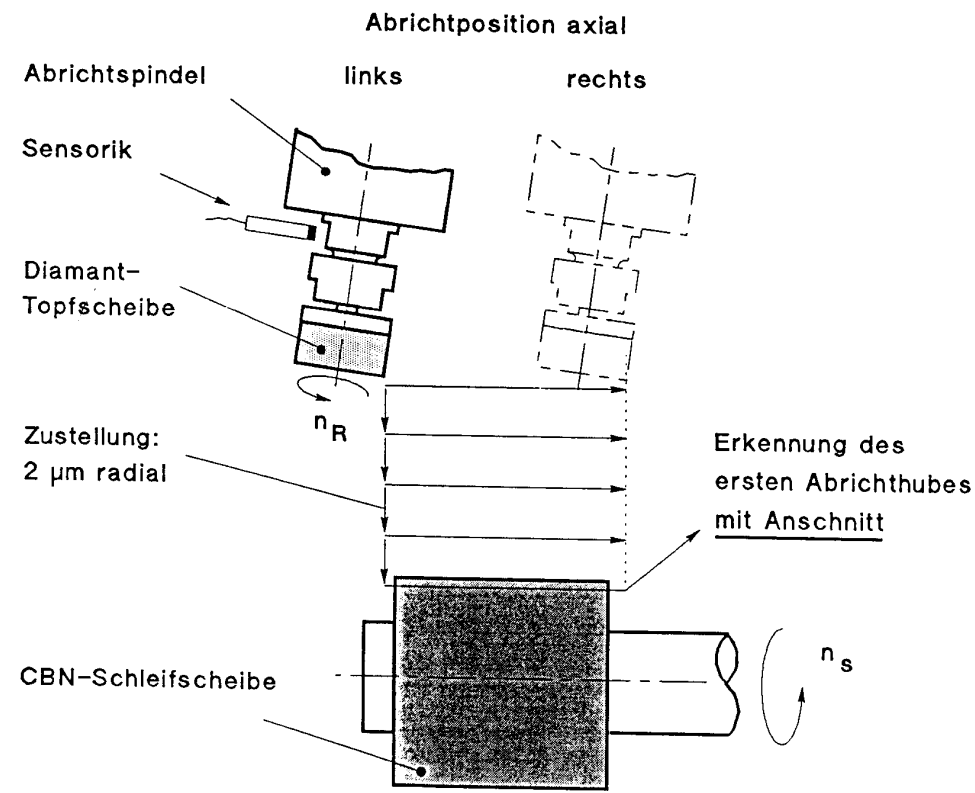 Abrichtposition axial
links
rechts
Abrichtspindel
Sensorik
Diamant-
Topfscheibe
n R
Zustellung:
2 µm radial
Erkennung des
ersten Abrichthubes
mit Anschnitt
CBN-Schleifscheibe
n s